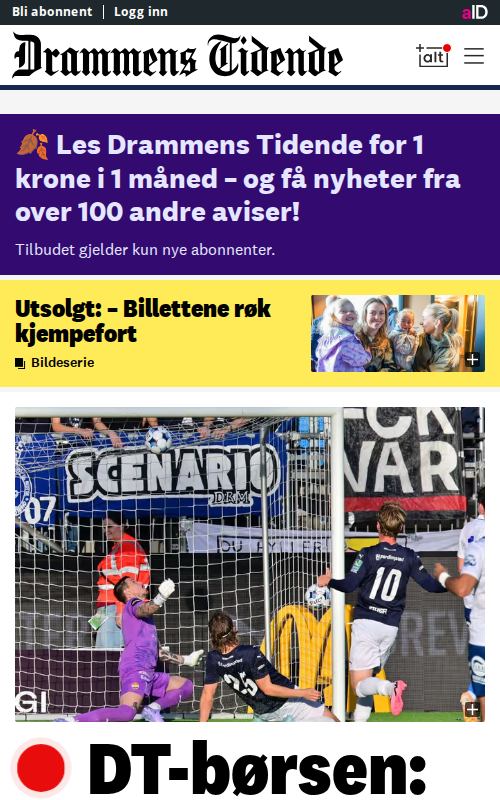 Bli abonnent
Logg inn
aID
Drammens Tidende
alt
Les Drammens Tidende for 1
krone i 1 måned – og få nyheter fra
over 100 andre aviser!
Tilbudet gjelder kun nye abonnenter.
Utsolgt: – Billettene røk
kjempefort
Bildeserie
SCENARIO
DRM
07
10
25
GI
DT-børsen: